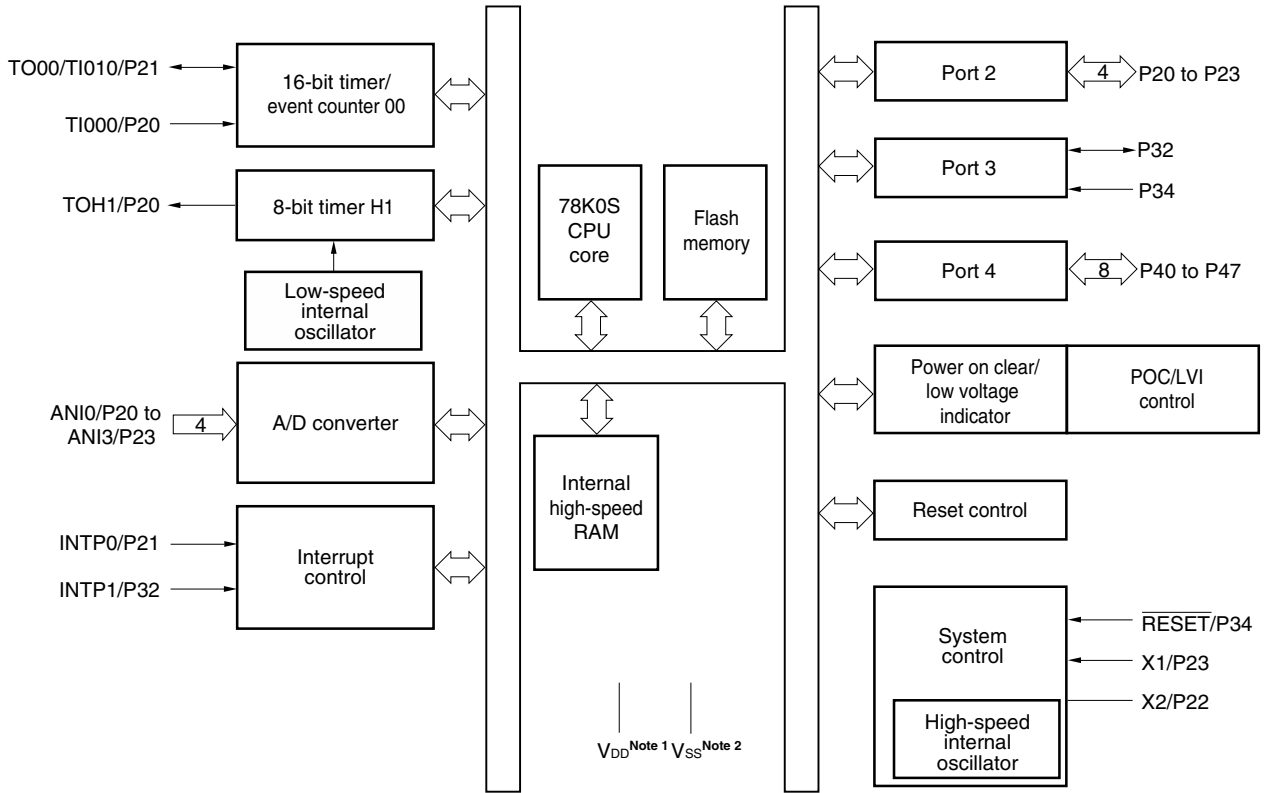 TO00/TI010/P21
TI000/P20
16-bit timer/
event counter 00
TOH1/P20
8-bit timer H1
Low-speed
internal
oscillator
ANI0/P20 to
ANI3/P23
4
A/D converter
INTP0/P21
INTP1/P32
Interrupt
control
78K0S
CPU
core
Flash
memory
Internal
high-speed
RAM
VDD Note 1 VSS Note 2
Port 2
4
P20 to P23
Port 3
P32
P34
Port 4
8
P40 to P47
Power on clear/
low voltage
indicator
POC/LVI
control
Reset control
System
control
RESET/P34
X1/P23
X2/P22
High-speed
internal
oscillator